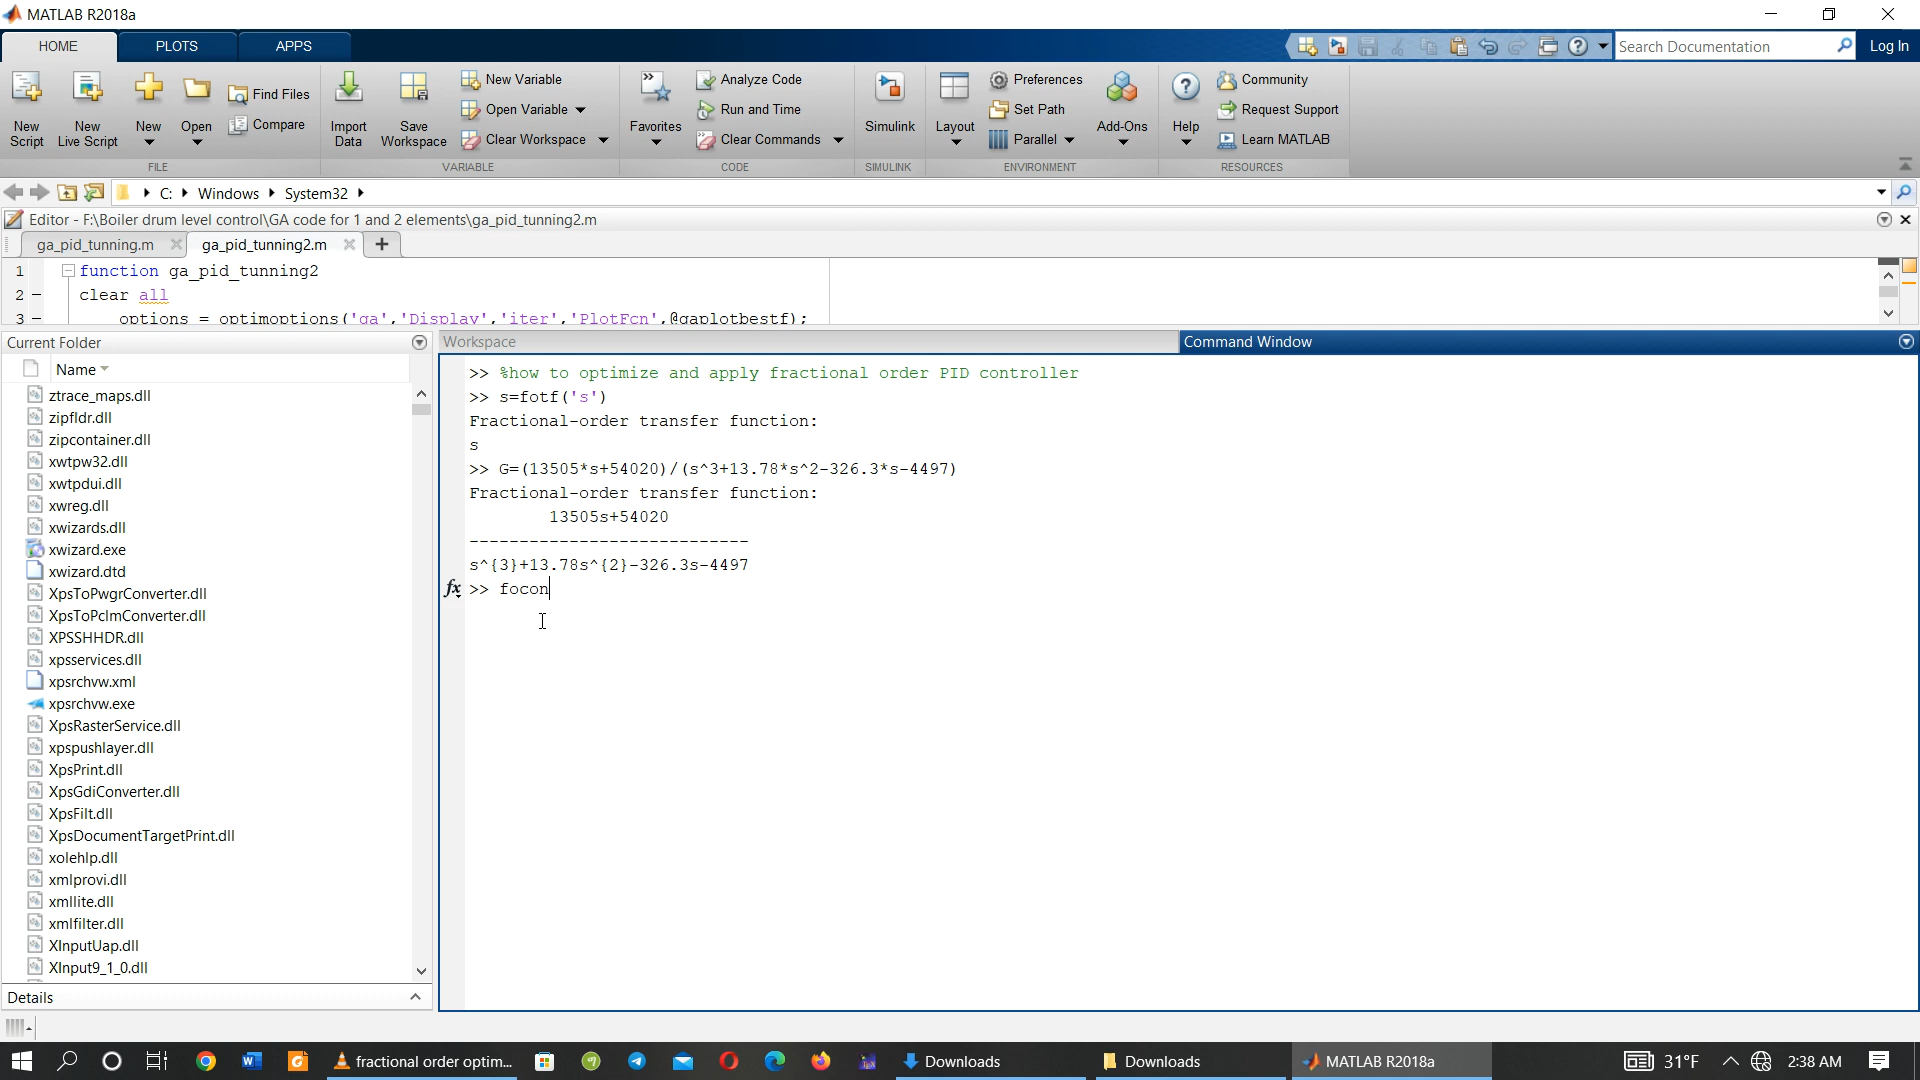 MATLAB R2018a
HOME PLOTS APPS
Search Documentation Log In
New Script
New Live Script
New
Open
Find Files
Compare
Import Data
Save Workspace
New Variable
Open Variable
Clear Workspace
Favorites
Analyze Code
Run and Time
Clear Commands
Simulink
Layout
Preferences
Set Path
Parallel
Add-Ons
Help
Community
Request Support
Learn MATLAB
FILE VARIABLE CODE SIMULINK ENVIRONMENT RESOURCES
C: Windows System32
Editor - F:\Boiler drum level control\GA code for 1 and 2 elements\ga_pid_tunning2.m
ga_pid_tunning.m ga_pid_tunning2.m
1 function ga_pid_tunning2
2 – clear all
3 – options = optimoptions('ga','Display','iter','PlotFcn',@gaplotbestf);
Current Folder
Name
ztrace_maps.dll
zipfldr.dll
zipcontainer.dll
xwtpw32.dll
xwtpdui.dll
xwreg.dll
xwizards.dll
xwizard.exe
xwizard.dtd
XpsToPwgrConverter.dll
XpsToPclmConverter.dll
XPSSHHDR.dll
xpsservices.dll
xpsrchvw.xml
xpsrchvw.exe
XpsRasterService.dll
xpspushlayer.dll
XpsPrint.dll
XpsGdiConverter.dll
XpsFilt.dll
XpsDocumentTargetPrint.dll
xolehlp.dll
xmlprovi.dll
xmllite.dll
xmlfilter.dll
XInputUap.dll
XInput9_1_0.dll
Details
Workspace
Command Window
>> %how to optimize and apply fractional order PID controller
>> s=fotf('s')
Fractional-order transfer function:
s
>> G=(13505*s+54020)/(s^3+13.78*s^2-326.3*s-4497)
Fractional-order transfer function:
13505s+54020
----------------------------
s^{3}+13.78s^{2}-326.3s-4497
fx >> focon
fractional order optim...
Downloads
Downloads
MATLAB R2018a
31°F
2:38 AM